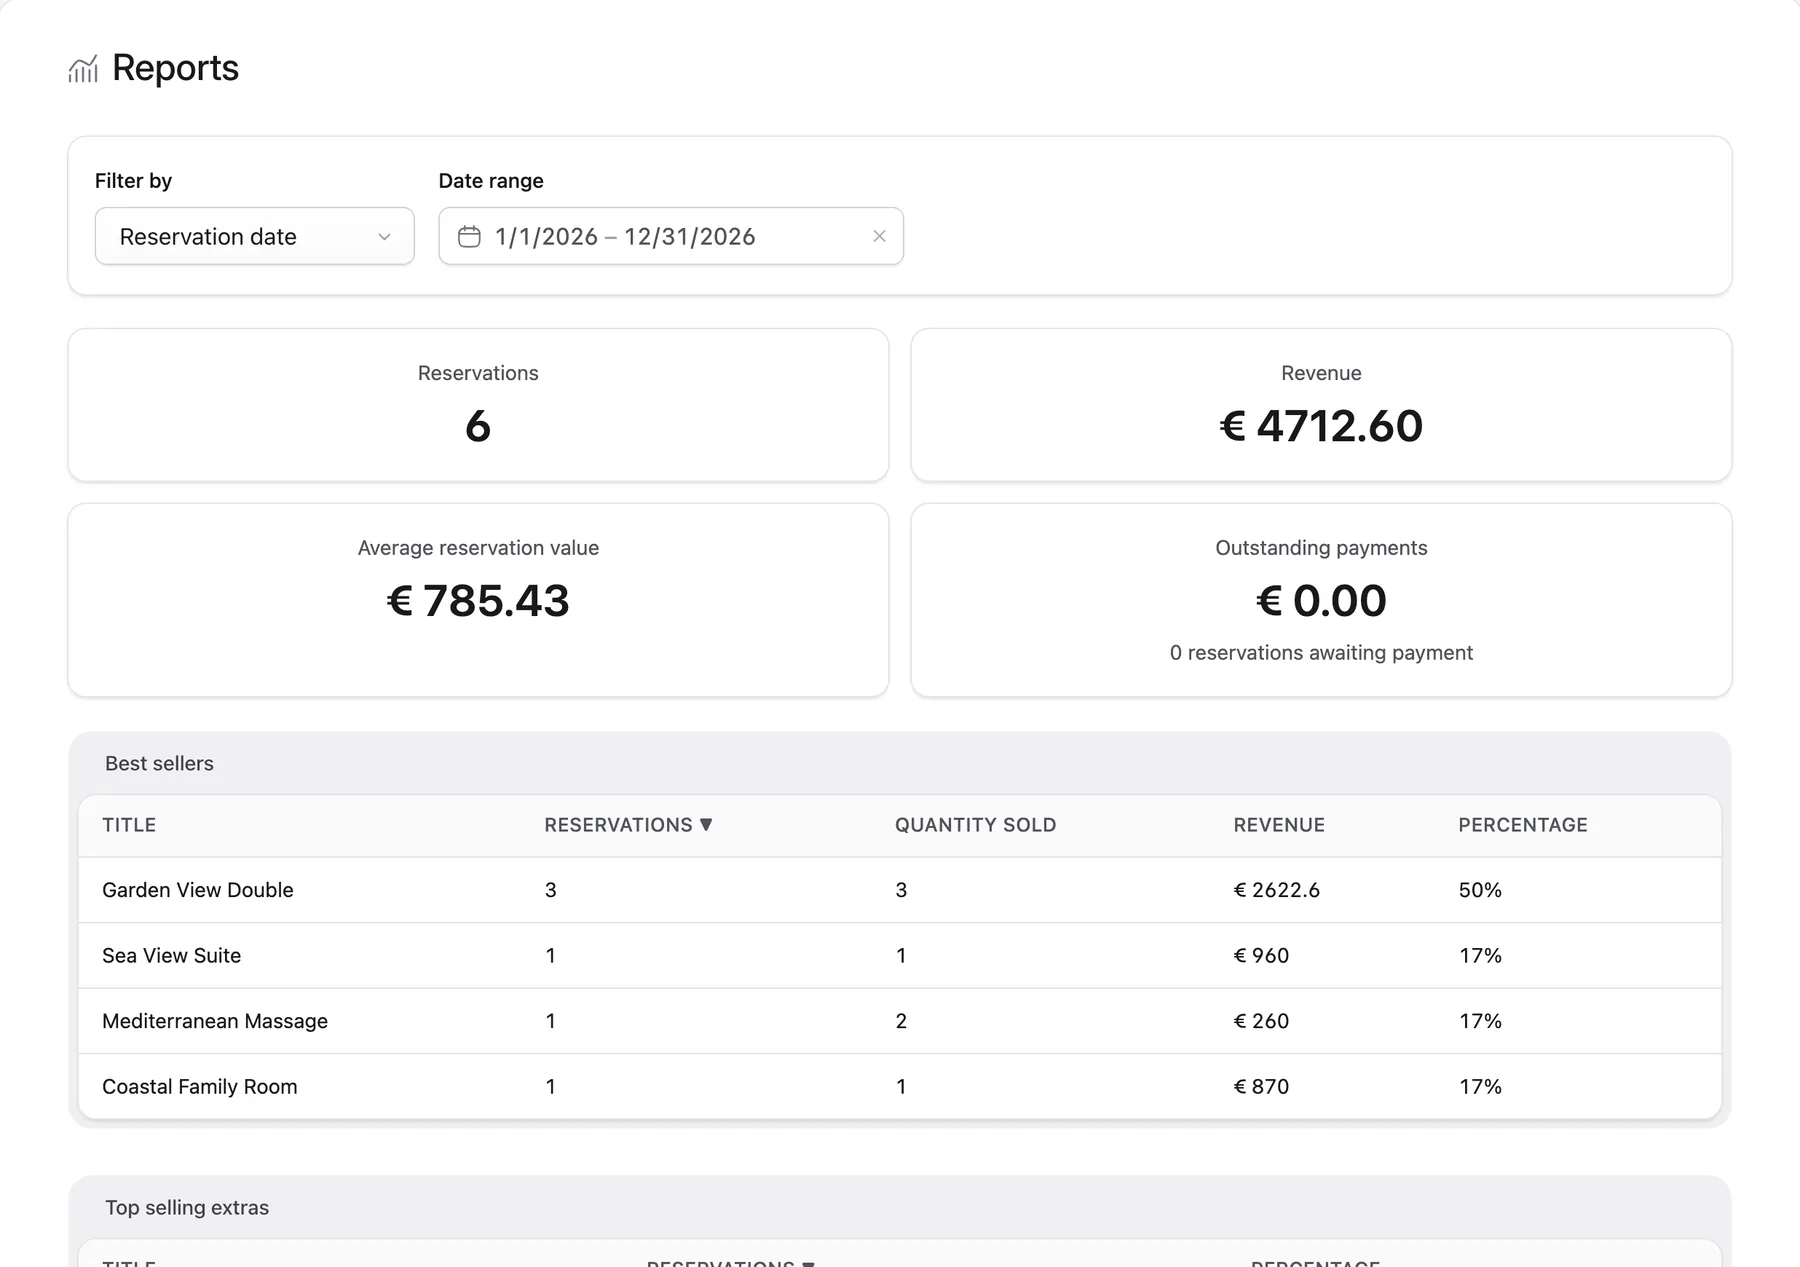 Reports
Filter by
Date range
Reservation date
1/1/2026 – 12/31/2026
Reservations
6
Revenue
€ 4712.60
Average reservation value
€ 785.43
Outstanding payments
€ 0.00
0 reservations awaiting payment
Best sellers
TITLE RESERVATIONS ▼ QUANTITY SOLD REVENUE PERCENTAGE
Garden View Double 3 3 € 2622.6 50%
Sea View Suite 1 1 € 960 17%
Mediterranean Massage 1 2 € 260 17%
Coastal Family Room 1 1 € 870 17%
Top selling extras
TITLE RESERVATIONS ▼ PERCENTAGE